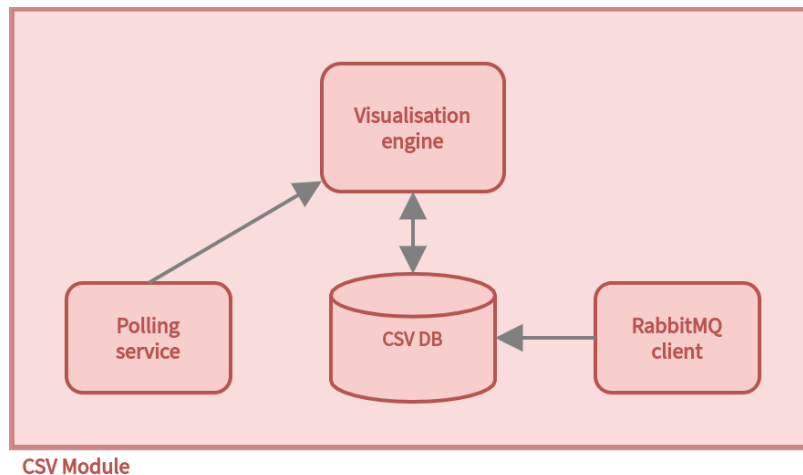 Visualisation
engine
Polling
service
CSV DB
RabbitMQ
client
CSV Module